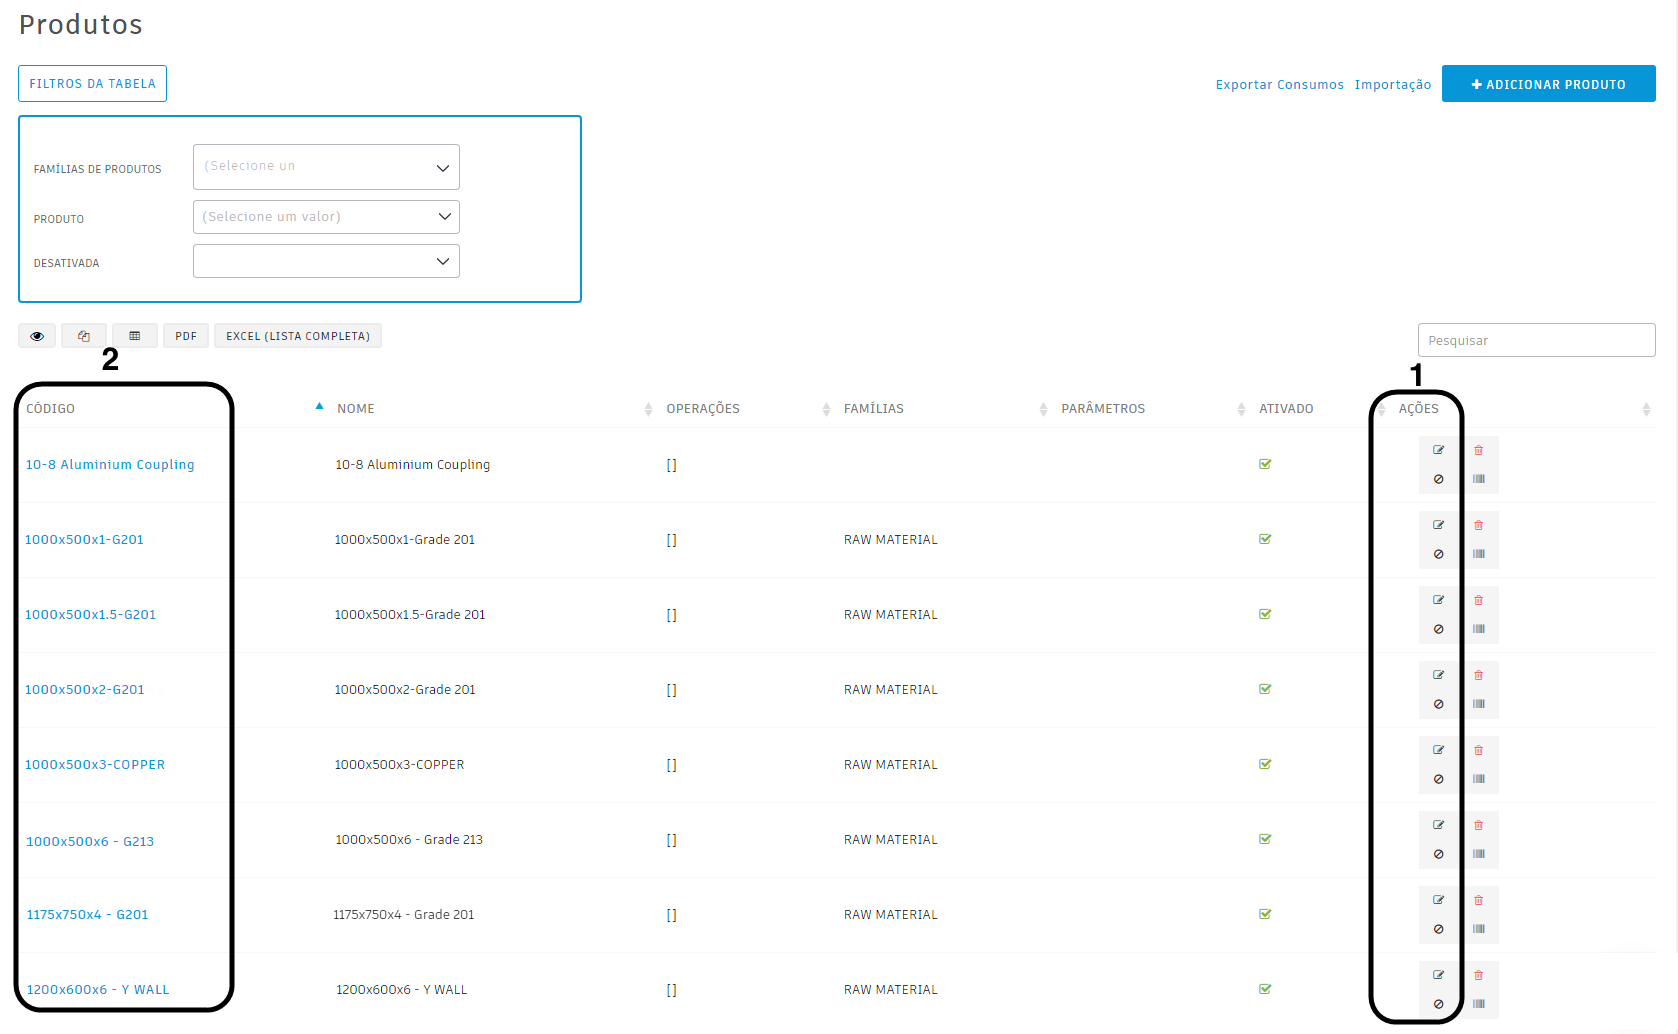 Produtos
FILTROS DA TABELA
Exportar Consumos Importação ADICIONAR PRODUTO
FAMÍLIAS DE PRODUTOS (Selecione un
PRODUTO (Selecione um valor)
DESATIVADA
PDF EXCEL (LISTA COMPLETA) Pesquisar
2 1
CÓDIGO NOME OPERAÇÕES FAMÍLIAS PARÂMETROS ATIVADO AÇÕES
10-8 Aluminium Coupling 10-8 Aluminium Coupling []
1000x500x1-G201 1000x500x1-Grade 201 [] RAW MATERIAL
1000x500x1.5-G201 1000x500x1.5-Grade 201 [] RAW MATERIAL
1000x500x2-G201 1000x500x2-Grade 201 [] RAW MATERIAL
1000x500x3-COPPER 1000x500x3-COPPER [] RAW MATERIAL
1000x500x6 - G213 1000x500x6 - Grade 213 [] RAW MATERIAL
1175x750x4 - G201 1175x750x4 - Grade 201 [] RAW MATERIAL
1200x600x6 - Y WALL 1200x600x6 - Y WALL [] RAW MATERIAL